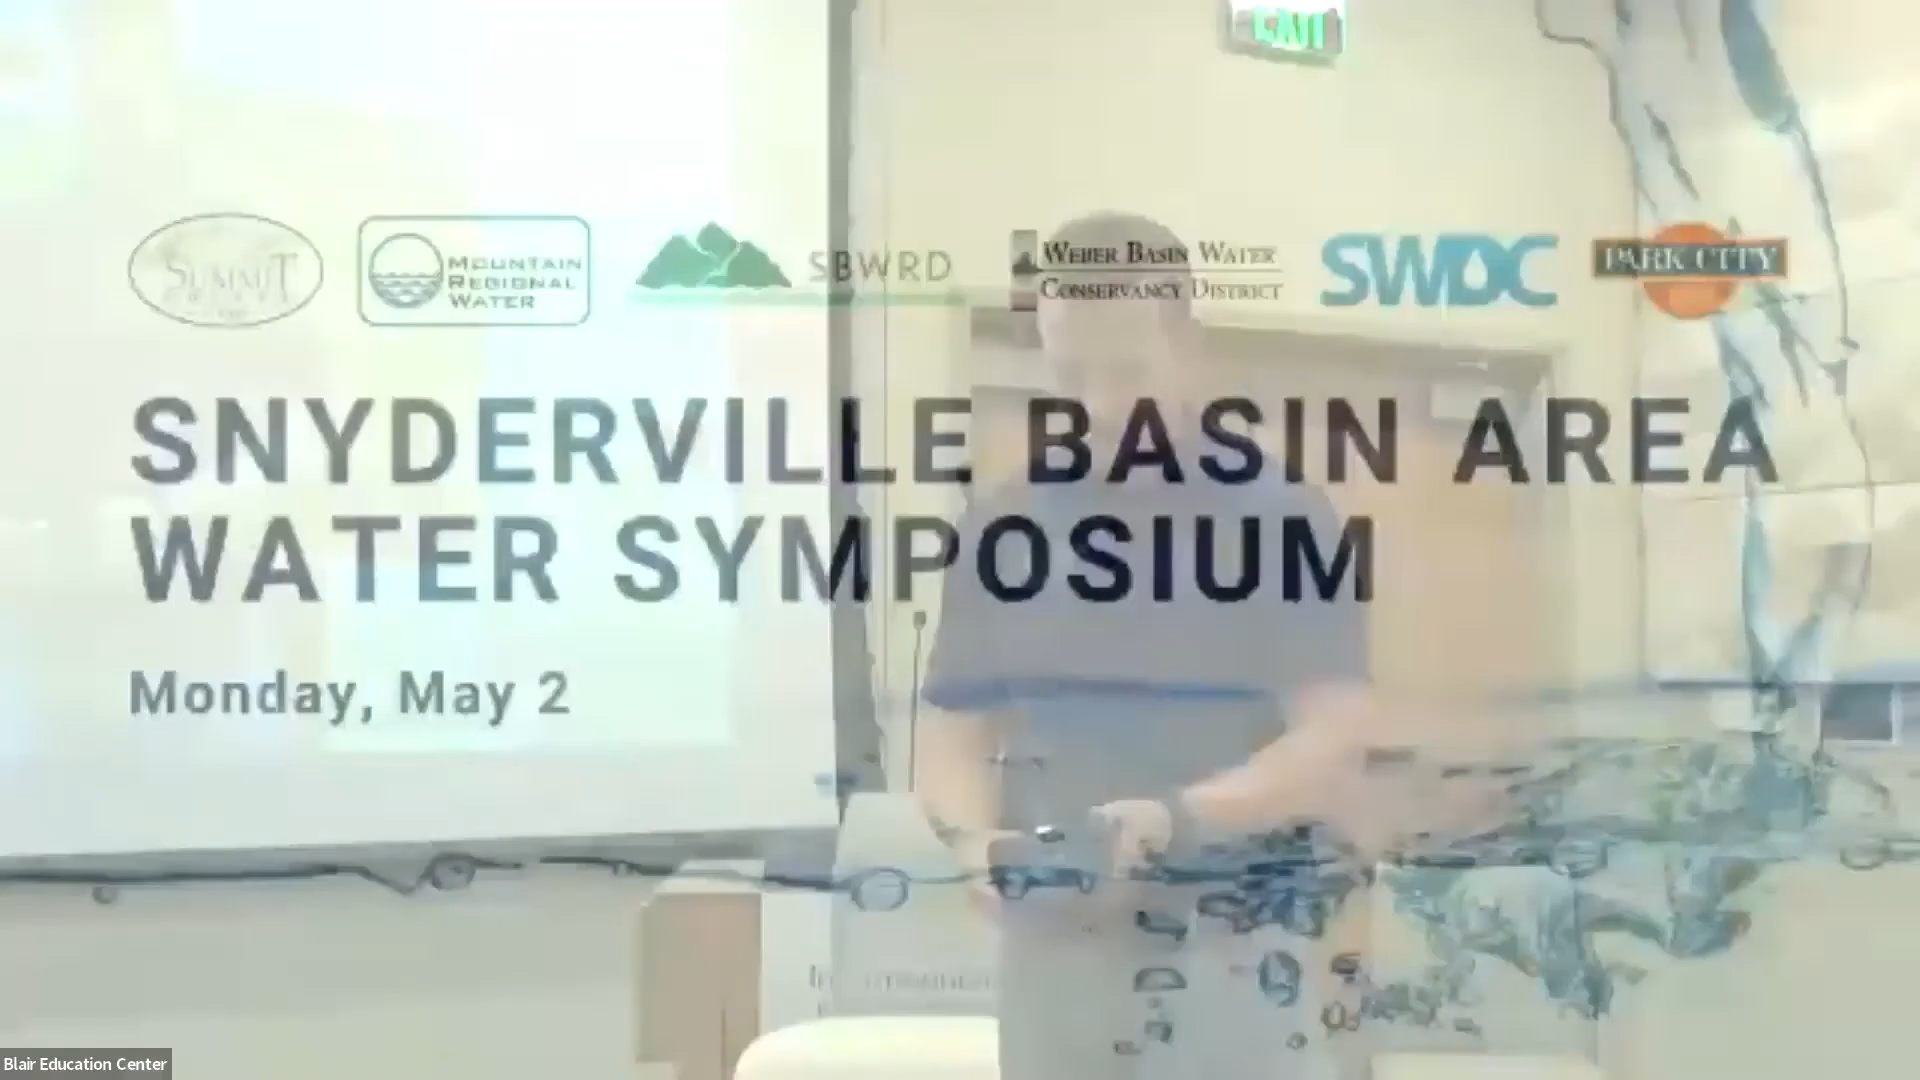 EXIT
SUMMIT
MOUNTAIN
REGIONAL
WATER
SBWRD
WEBER BASIN WATER
CONSERVANCY DISTRICT
SWDC
PARK CITY
SNYDERVILLE BASIN AREA
WATER SYMPOSIUM
Monday, May 2
Blair Education Center